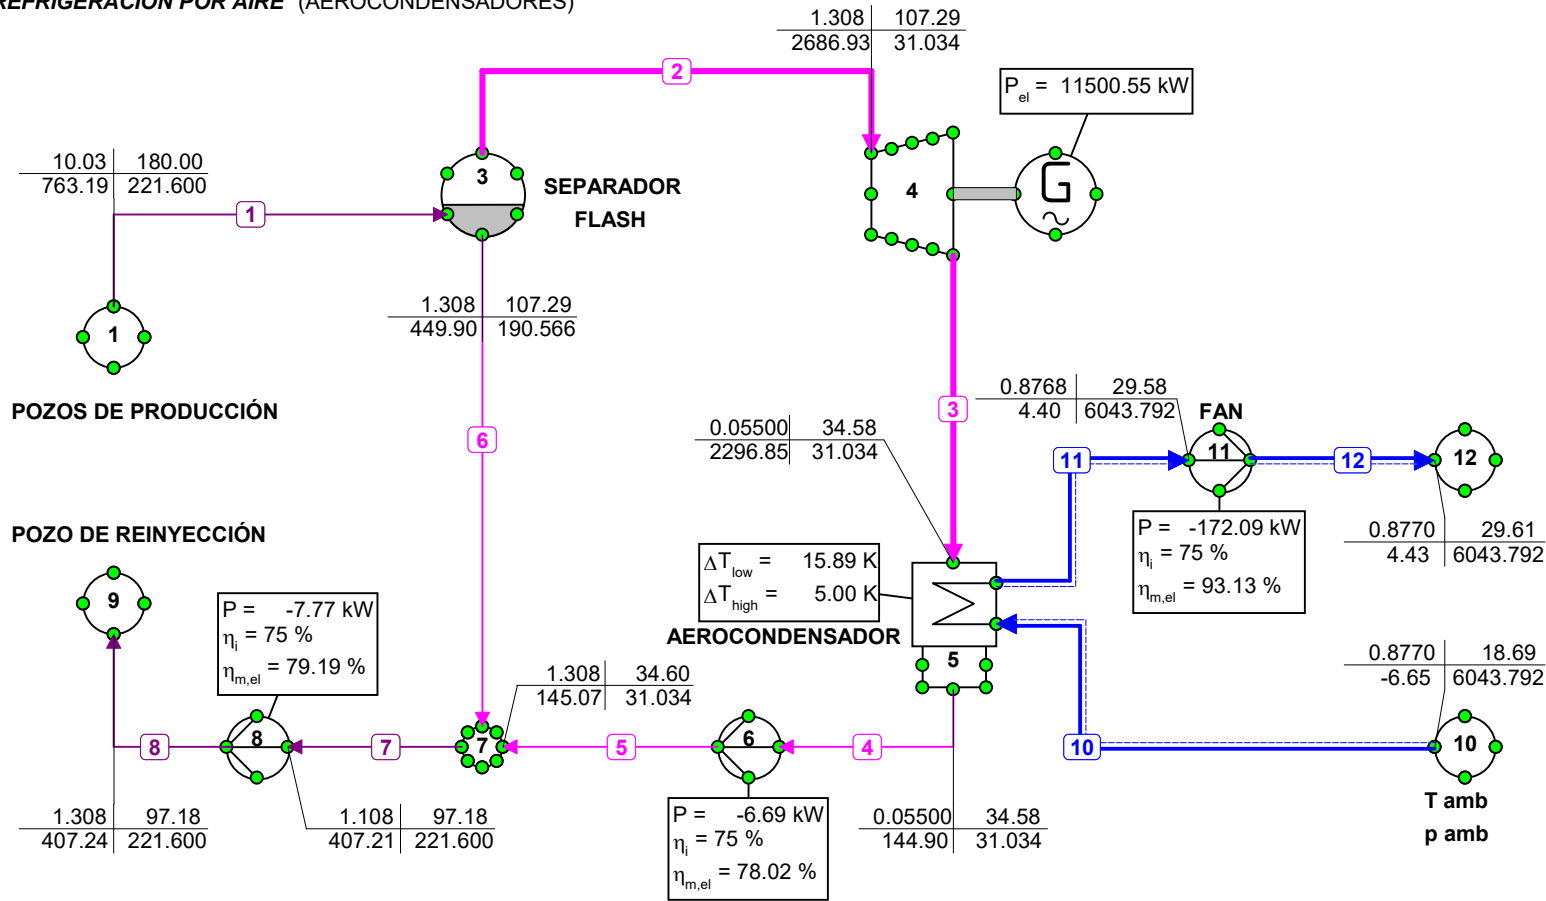 REFRIGERACIÓN POR AIRE (AEROCONDENSADORES)
1.308 107.29
2686.93 31.034
2
P el = 11500.55 kW
10.03 180.00
763.19 221.600
3
SEPARADOR
FLASH
4
G
1
1.308 107.29
449.90 190.566
1
POZOS DE PRODUCCIÓN
0.8768 29.58
4.40 6043.792
FAN
3
0.05500 34.58
2296.85 31.034
6
11
11
12
12
POZO DE REINYECCIÓN
P = -172.09 kW
ηi = 75 %
ηm,el = 93.13 %
0.8770 29.61
4.43 6043.792
ΔTlow = 15.89 K
ΔThigh = 5.00 K
9
P = -7.77 kW
ηi = 75 %
ηm,el = 79.19 %
AEROCONDENSADOR
5
0.8770 18.69
-6.65 6043.792
1.308 34.60
145.07 31.034
8
8
7
7
5
6
4
10
10
T amb
p amb
P = -6.69 kW
ηi = 75 %
ηm,el = 78.02 %
1.308 97.18
407.24 221.600
1.108 97.18
407.21 221.600
0.05500 34.58
144.90 31.034